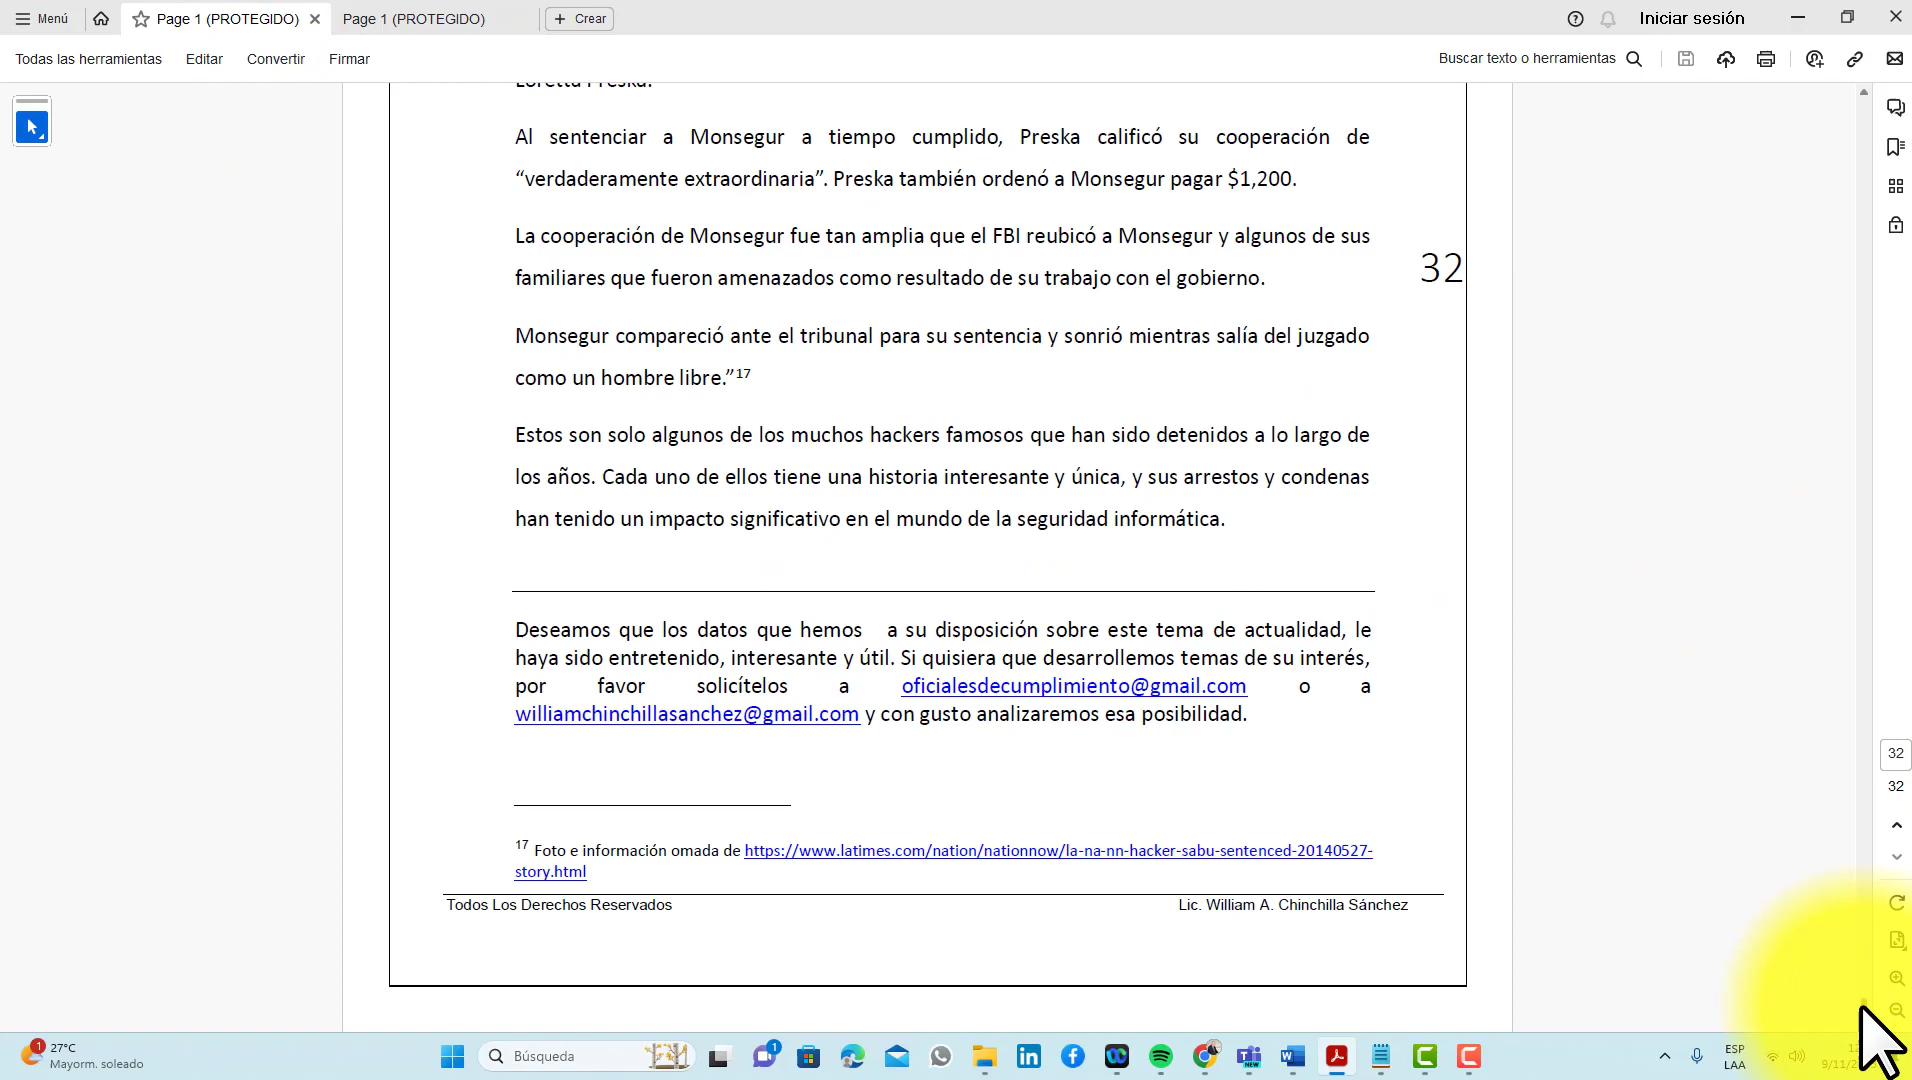 Menú
Page 1 (PROTEGIDO)
Page 1 (PROTEGIDO)
Crear
Iniciar sesión
Todas las herramientas
Editar
Convertir
Firmar
Buscar texto o herramientas
Loretta Preska.
Al sentenciar a Monsegur a tiempo cumplido, Preska calificó su cooperación de
“verdaderamente extraordinaria”. Preska también ordenó a Monsegur pagar $1,200.
La cooperación de Monsegur fue tan amplia que el FBI reubicó a Monsegur y algunos de sus
familiares que fueron amenazados como resultado de su trabajo con el gobierno.
32
Monsegur compareció ante el tribunal para su sentencia y sonrió mientras salía del juzgado
como un hombre libre.”17
Estos son solo algunos de los muchos hackers famosos que han sido detenidos a lo largo de
los años. Cada uno de ellos tiene una historia interesante y única, y sus arrestos y condenas
han tenido un impacto significativo en el mundo de la seguridad informática.
Deseamos que los datos que hemos a su disposición sobre este tema de actualidad, le
haya sido entretenido, interesante y útil. Si quisiera que desarrollemos temas de su interés,
por favor solicítelos a oficialesdecumplimiento@gmail.com o a
williamchinchillasanchez@gmail.com y con gusto analizaremos esa posibilidad.
32
32
17 Foto e información omada de https://www.latimes.com/nation/nationnow/la-na-nn-hacker-sabu-sentenced-20140527-
story.html
Todos Los Derechos Reservados
Lic. William A. Chinchilla Sánchez
1
27°C
Mayorm. soleado
Búsqueda
1
NEW
ESP
LAA
9/11/2